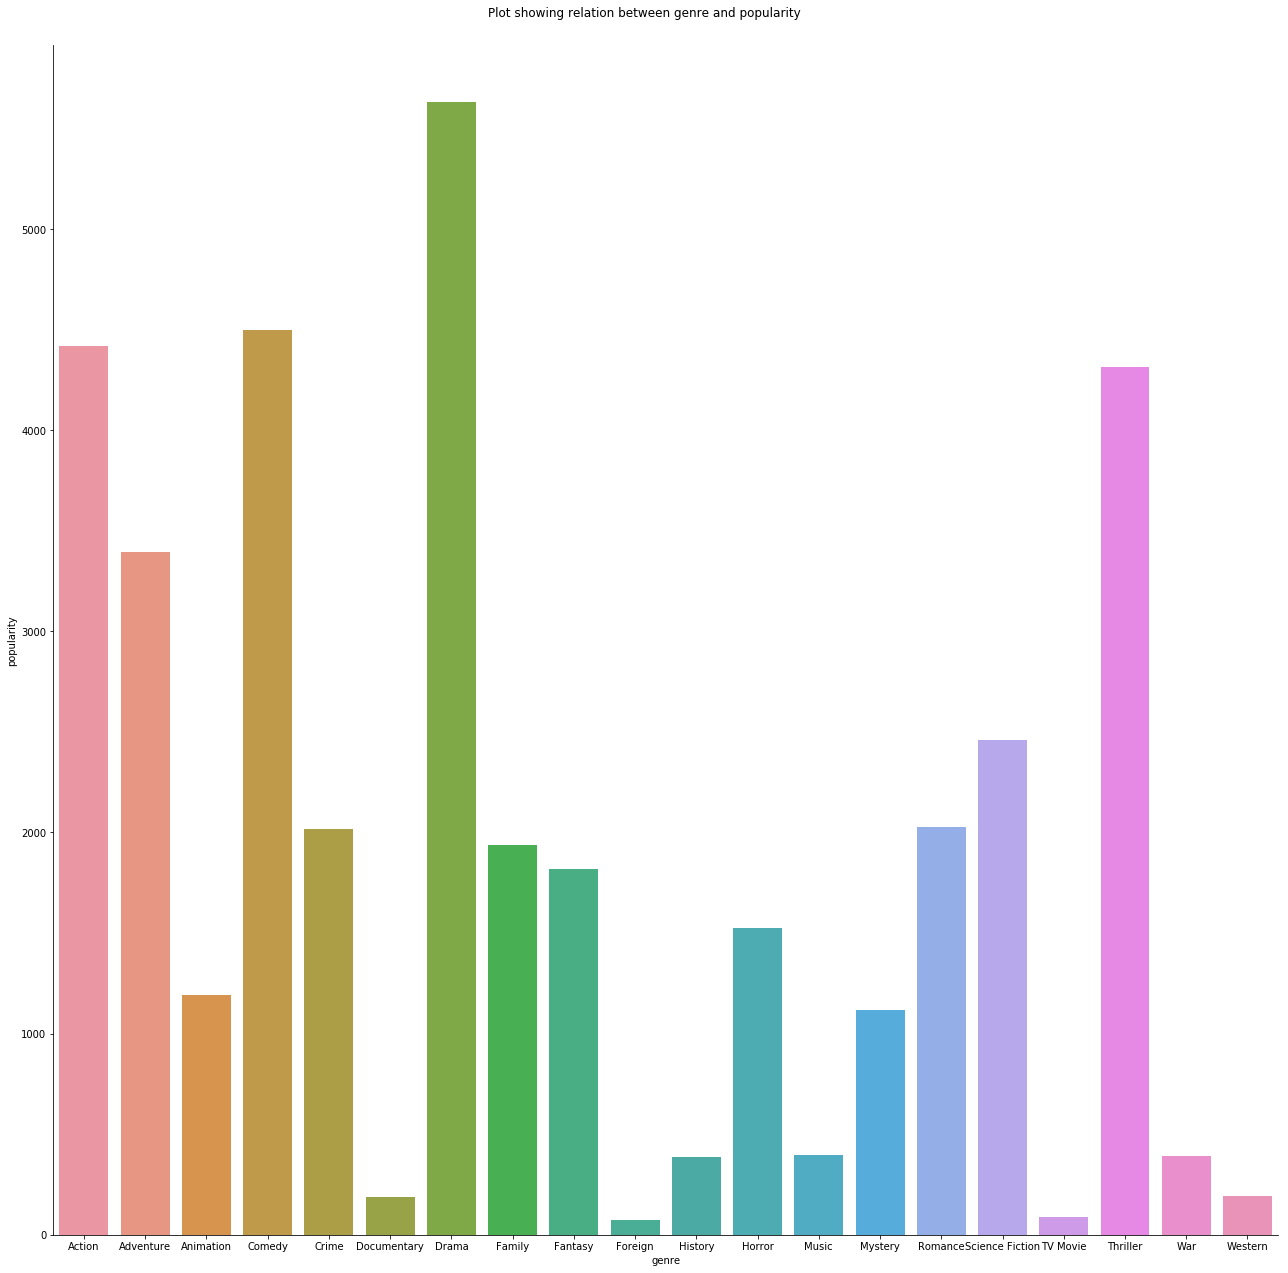 Plot showing relation between genre and popularity
popularity
5000
4000
3000
2000
1000
0
Action Adventure Animation Comedy Crime Documentary Drama Family Fantasy Foreign History Horror Music Mystery Romance Science Fiction TV Movie Thriller War Western
genre